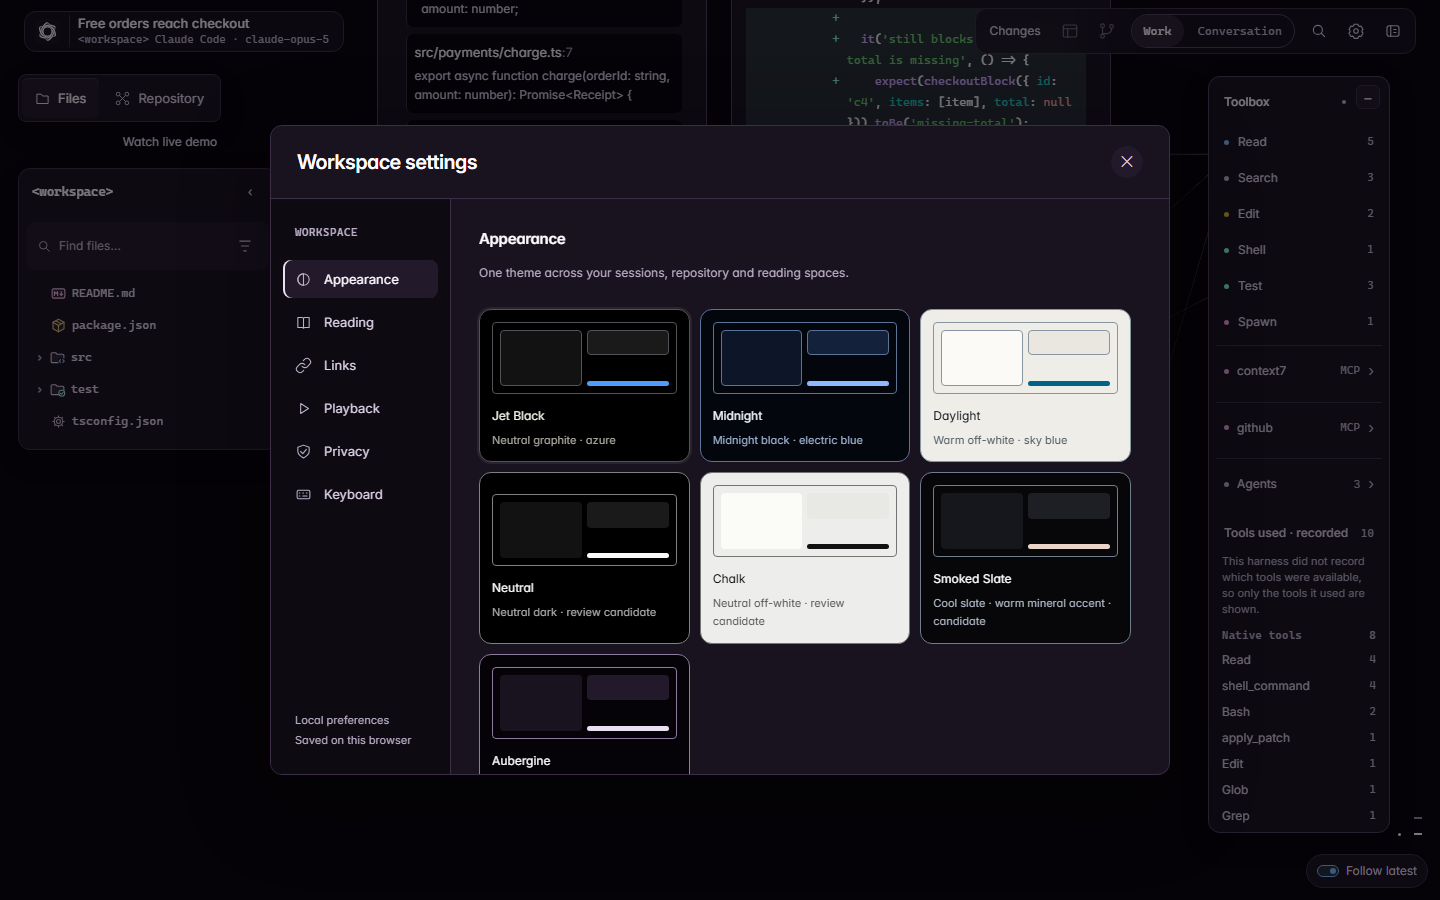 Free orders reach checkout
<workspace> Claude Code · claude-opus-5
Files
Repository
Watch live demo
<workspace>
Find files...
README.md
package.json
src
test
tsconfig.json
amount: number;
src/payments/charge.ts:7
export async function charge(orderId: string,
amount: number): Promise<Receipt> {
+
+ it('still blocks
total is missing', () => {
+ expect(checkoutBlock({ id:
'c4', items: [item], total: null
})).toBe('missing-total');
Changes
Work
Conversation
Workspace settings
WORKSPACE
Appearance
Reading
Links
Playback
Privacy
Keyboard
Local preferences
Saved on this browser
Appearance
One theme across your sessions, repository and reading spaces.
Jet Black
Neutral graphite · azure
Midnight
Midnight black · electric blue
Daylight
Warm off-white · sky blue
Neutral
Neutral dark · review candidate
Chalk
Neutral off-white · review
candidate
Smoked Slate
Cool slate · warm mineral accent ·
candidate
Aubergine
Toolbox
Read 5
Search 3
Edit 2
Shell 1
Test 3
Spawn 1
context7 MCP
github MCP
Agents 3
Tools used · recorded 10
This harness did not record
which tools were available,
so only the tools it used are
shown.
Native tools 8
Read 4
shell_command 4
Bash 2
apply_patch 1
Edit 1
Glob 1
Grep 1
Follow latest